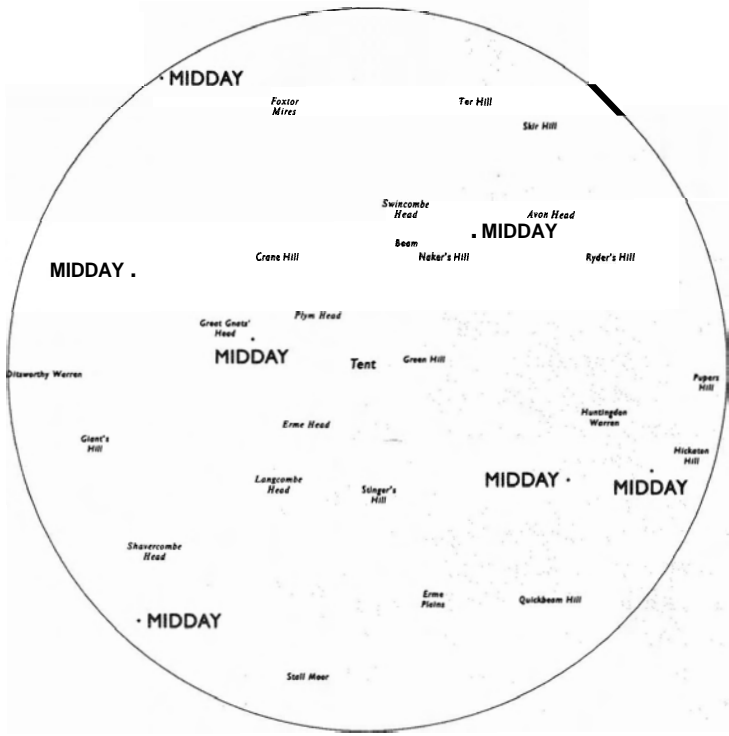 MIDDAY
Foxtor
Mires
Ter Hill
Skir Hill
Swincombe
Head
Avon Head
MIDDAY
Beam
Crane Hill
Naker's Hill
Ryder's Hill
MIDDAY
Plym Head
Great Gnats'
Head
MIDDAY
Tent
Green Hill
Ditsworthy Warren
Pupers
Hill
Huntingdon
Warren
Erme Head
Giant's
Hill
Hickaton
Hill
Langcombe
Head
Stinger's
Hill
MIDDAY
MIDDAY
Shavercombe
Head
Erme
Plains
Quickbeam Hill
MIDDAY
Stall Moor